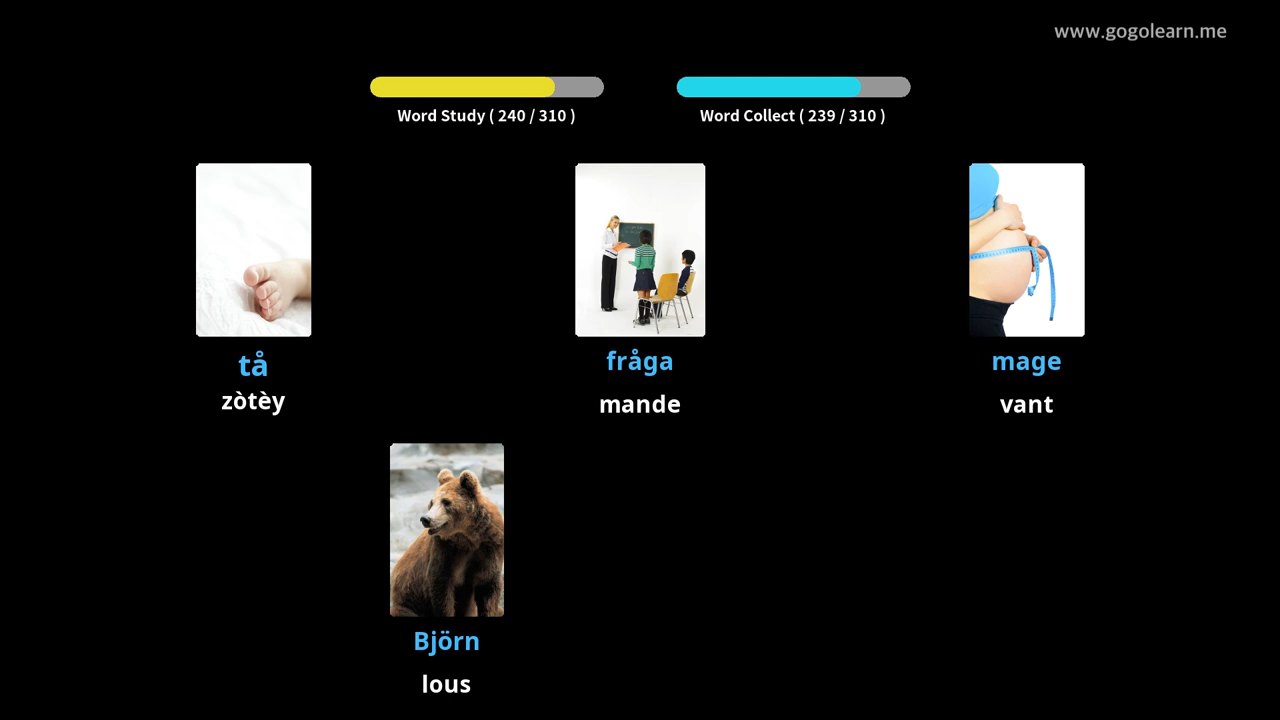 www.gogolearn.me
Word Study ( 240 / 310 )
Word Collect ( 239 / 310 )
tå
zòtèy
fråga
mande
mage
vant
Björn
lous